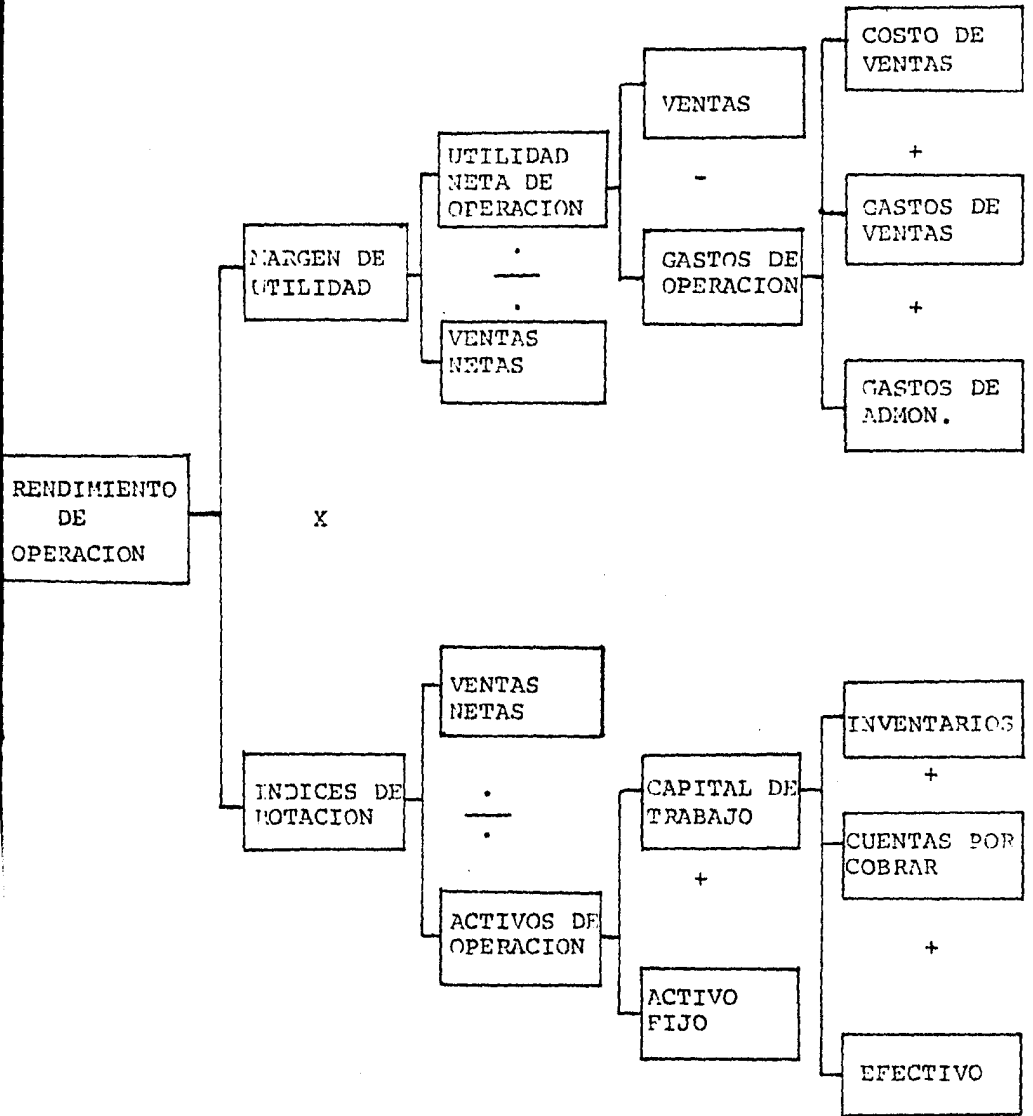 COSTO DE
VENTAS
VENTAS
+
UTILIDAD
NETA DE
OPERACION
-
GASTOS DE
VENTAS
MARGEN DE
UTILIDAD
÷
GASTOS DE
OPERACION
+
VENTAS
NETAS
GASTOS DE
ADMON.
RENDIMIENTO
DE
OPERACION
X
VENTAS
NETAS
INVENTARIOS
INDICES DE
ROTACION
÷
CAPITAL DE
TRABAJO
+
CUENTAS POR
COBRAR
+
ACTIVOS DE
OPERACION
+
ACTIVO
FIJO
EFECTIVO